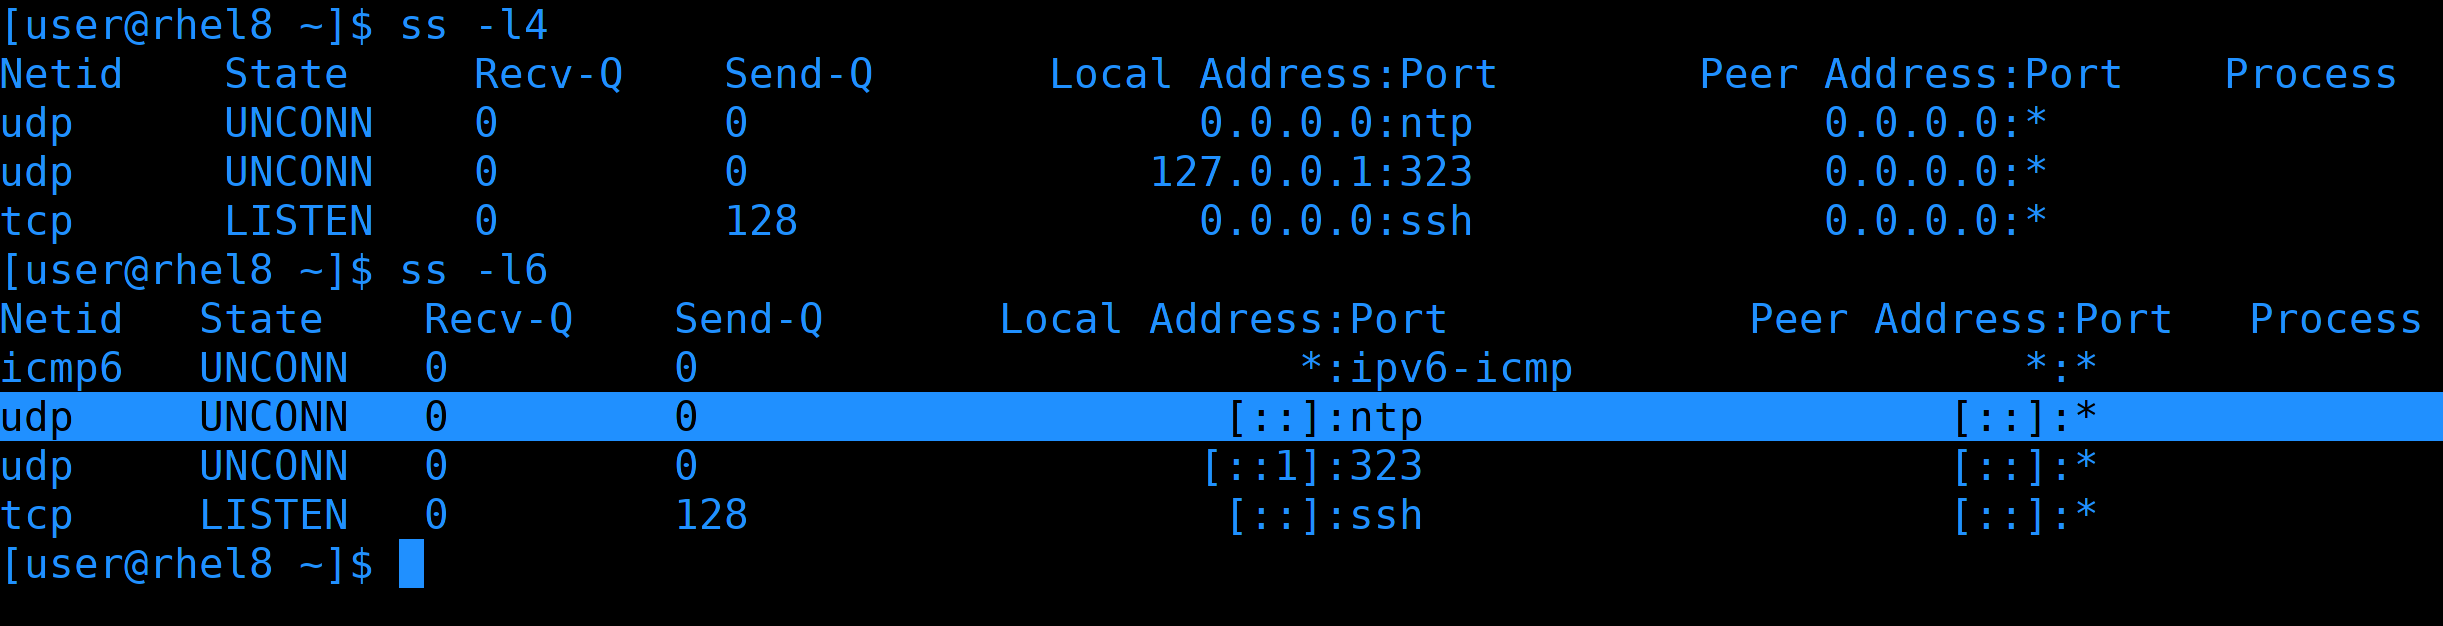 [user@rhel8 ~]$ ss -l4
Netid    State     Recv-Q    Send-Q       Local Address:Port        Peer Address:Port    Process
udp      UNCONN    0         0                  0.0.0.0:ntp              0.0.0.0:*
udp      UNCONN    0         0                127.0.0.1:323              0.0.0.0:*
tcp      LISTEN    0         128                0.0.0.0:ssh              0.0.0.0:*
[user@rhel8 ~]$ ss -l6
Netid   State    Recv-Q    Send-Q       Local Address:Port            Peer Address:Port   Process
icmp6   UNCONN   0         0                        *:ipv6-icmp                  *:*
udp     UNCONN   0         0                     [::]:ntp                     [::]:*
udp     UNCONN   0         0                    [::1]:323                     [::]:*
tcp     LISTEN   0         128                   [::]:ssh                     [::]:*
[user@rhel8 ~]$